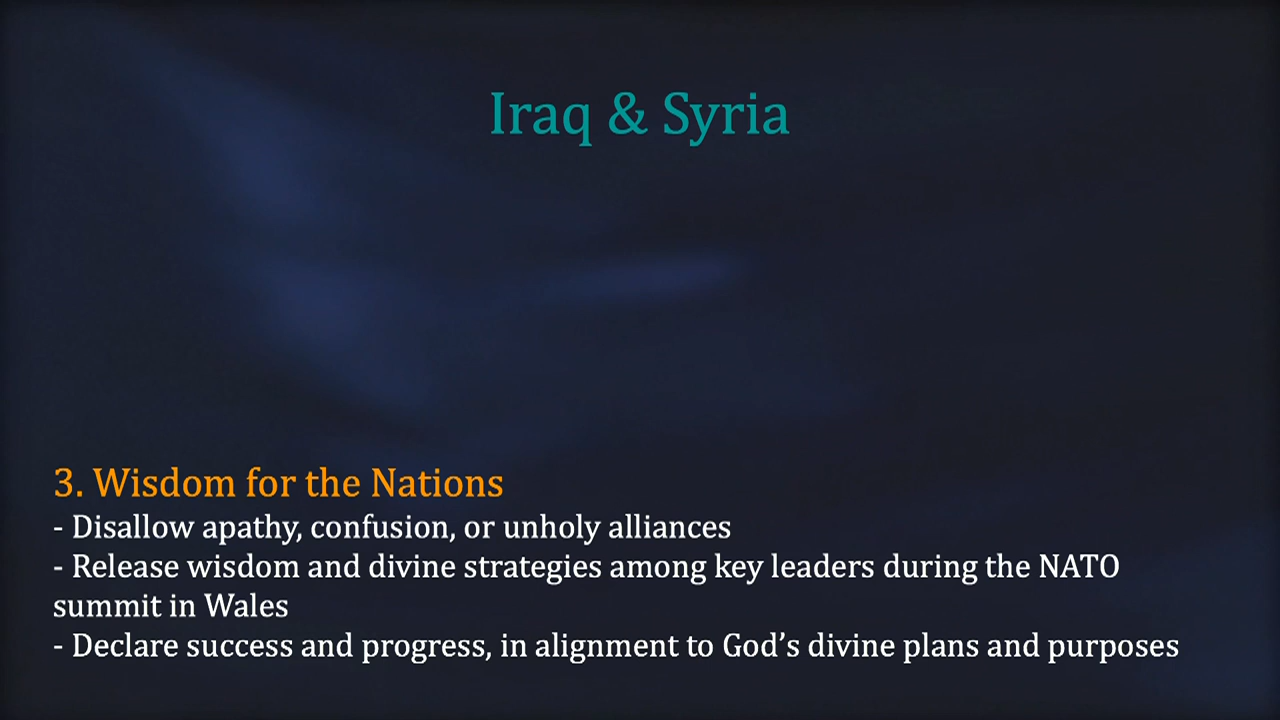 Iraq & Syria
3. Wisdom for the Nations
- Disallow apathy, confusion, or unholy alliances
- Release wisdom and divine strategies among key leaders during the NATO
summit in Wales
- Declare success and progress, in alignment to God’s divine plans and purposes